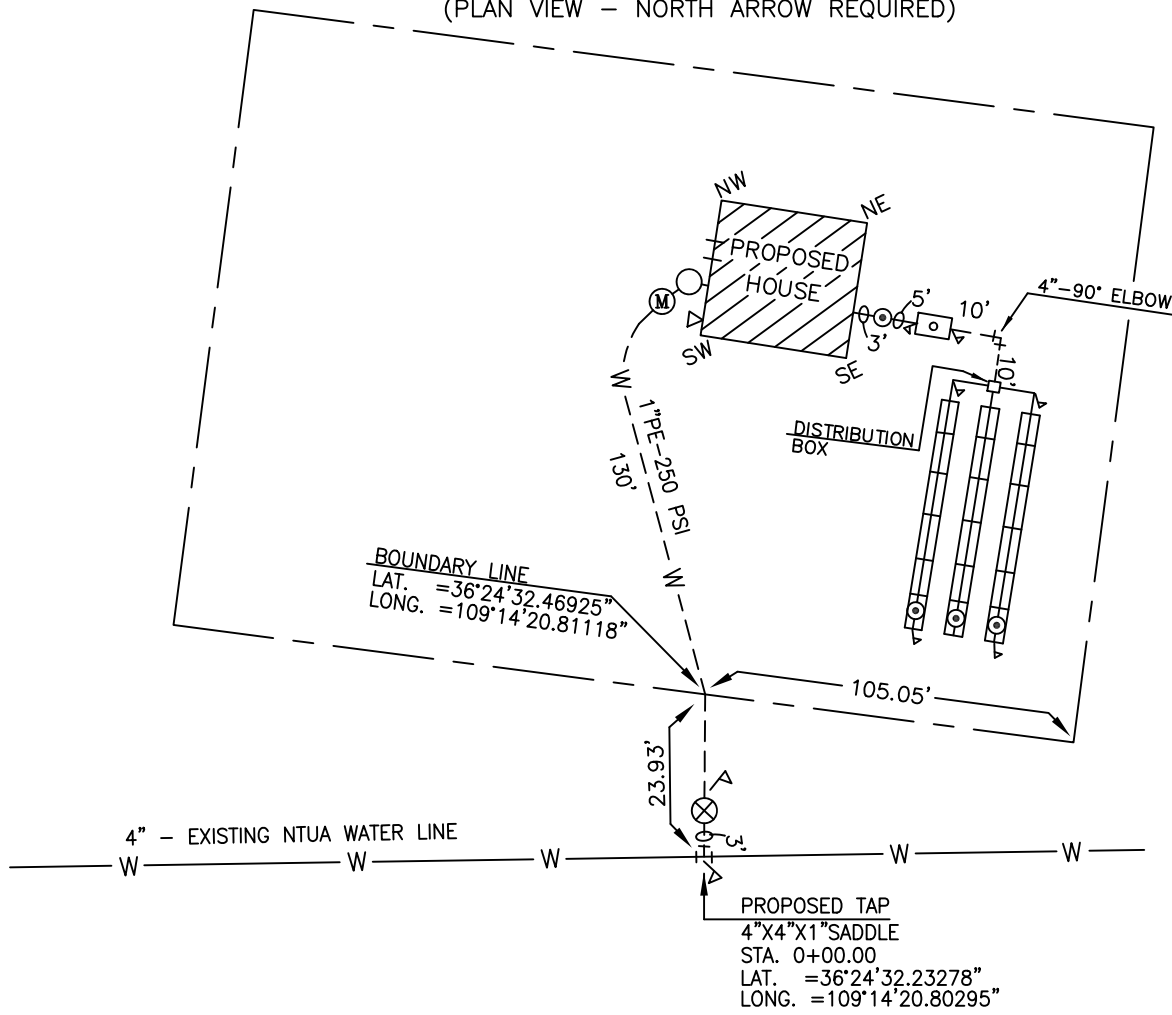 (PLAN VIEW – NORTH ARROW REQUIRED)
NW
NE
PROPOSED
HOUSE
M
SW
SE
3'
5'
10'
4"-90° ELBOW
10'
DISTRIBUTION
BOX
W
1"PE-250 PSI
130'
W
BOUNDARY LINE
LAT. =36°24'32.46925"
LONG. =109°14'20.81118"
105.05'
23.93'
3'
4" – EXISTING NTUA WATER LINE
W W W W W
PROPOSED TAP
4"X4"X1"SADDLE
STA. 0+00.00
LAT. =36°24'32.23278"
LONG. =109°14'20.80295"